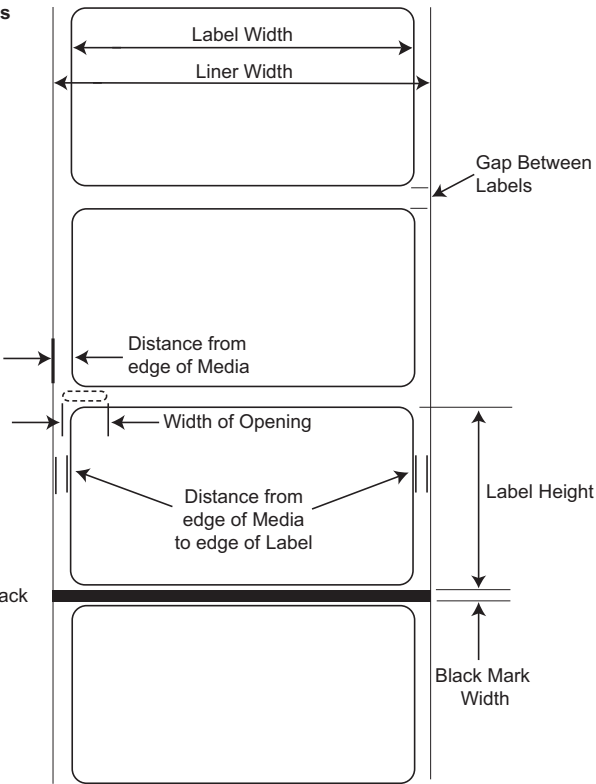 Label Width
Liner Width
Gap Between
Labels
Distance from
edge of Media
Width of Opening
Distance from
edge of Media
to edge of Label
Label Height
Black Mark
Width